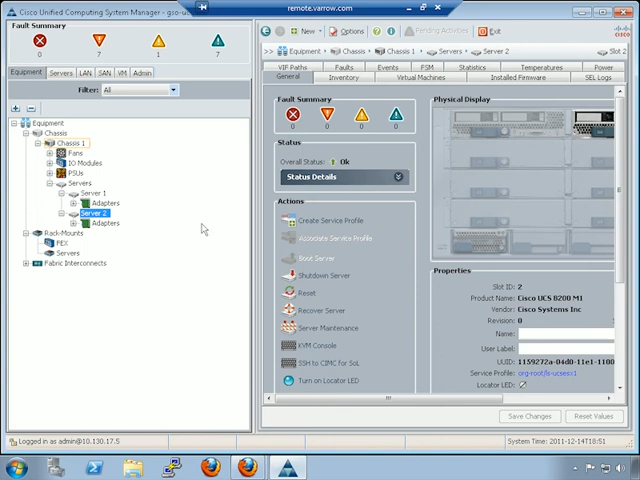 remote.varrow.com
Cisco Unified Computing System Manager - gso-uc
Fault Summary
0 7 1 7
Equipment Servers LAN SAN VM Admin
Filter: All
Equipment
Chassis
Chassis 1
Fans
IO Modules
PSUs
Servers
Server 1
Adapters
Server 2
Adapters
Rack-Mounts
FEX
Servers
Fabric Interconnects
New Options Pending Activities Exit
>> Equipment Chassis Chassis 1 Servers Server 2 Slot 2
VIF Paths Faults Events FSM Statistics Temperatures Power
General Inventory Virtual Machines Installed Firmware SEL Logs
Fault Summary
0 0 0 0
Status
Overall Status: Ok
Status Details
Actions
Create Service Profile
Associate Service Profile
Boot Server
Shutdown Server
Reset
Recover Server
Server Maintenance
KVM Console
SSH to CIMC for SoL
Turn on Locator LED
Physical Display
Properties
Slot ID: 2
Product Name: Cisco UCS B200 M1
Vendor: Cisco Systems Inc
Revision: 0
Name:
User Label:
UUID: 1159272a-04d0-11e1-1100
Service Profile: org-root/ls-ucsesx1
Locator LED:
Save Changes Reset Values
Logged in as admin@10.130.17.5
System Time: 2011-12-14T18:51